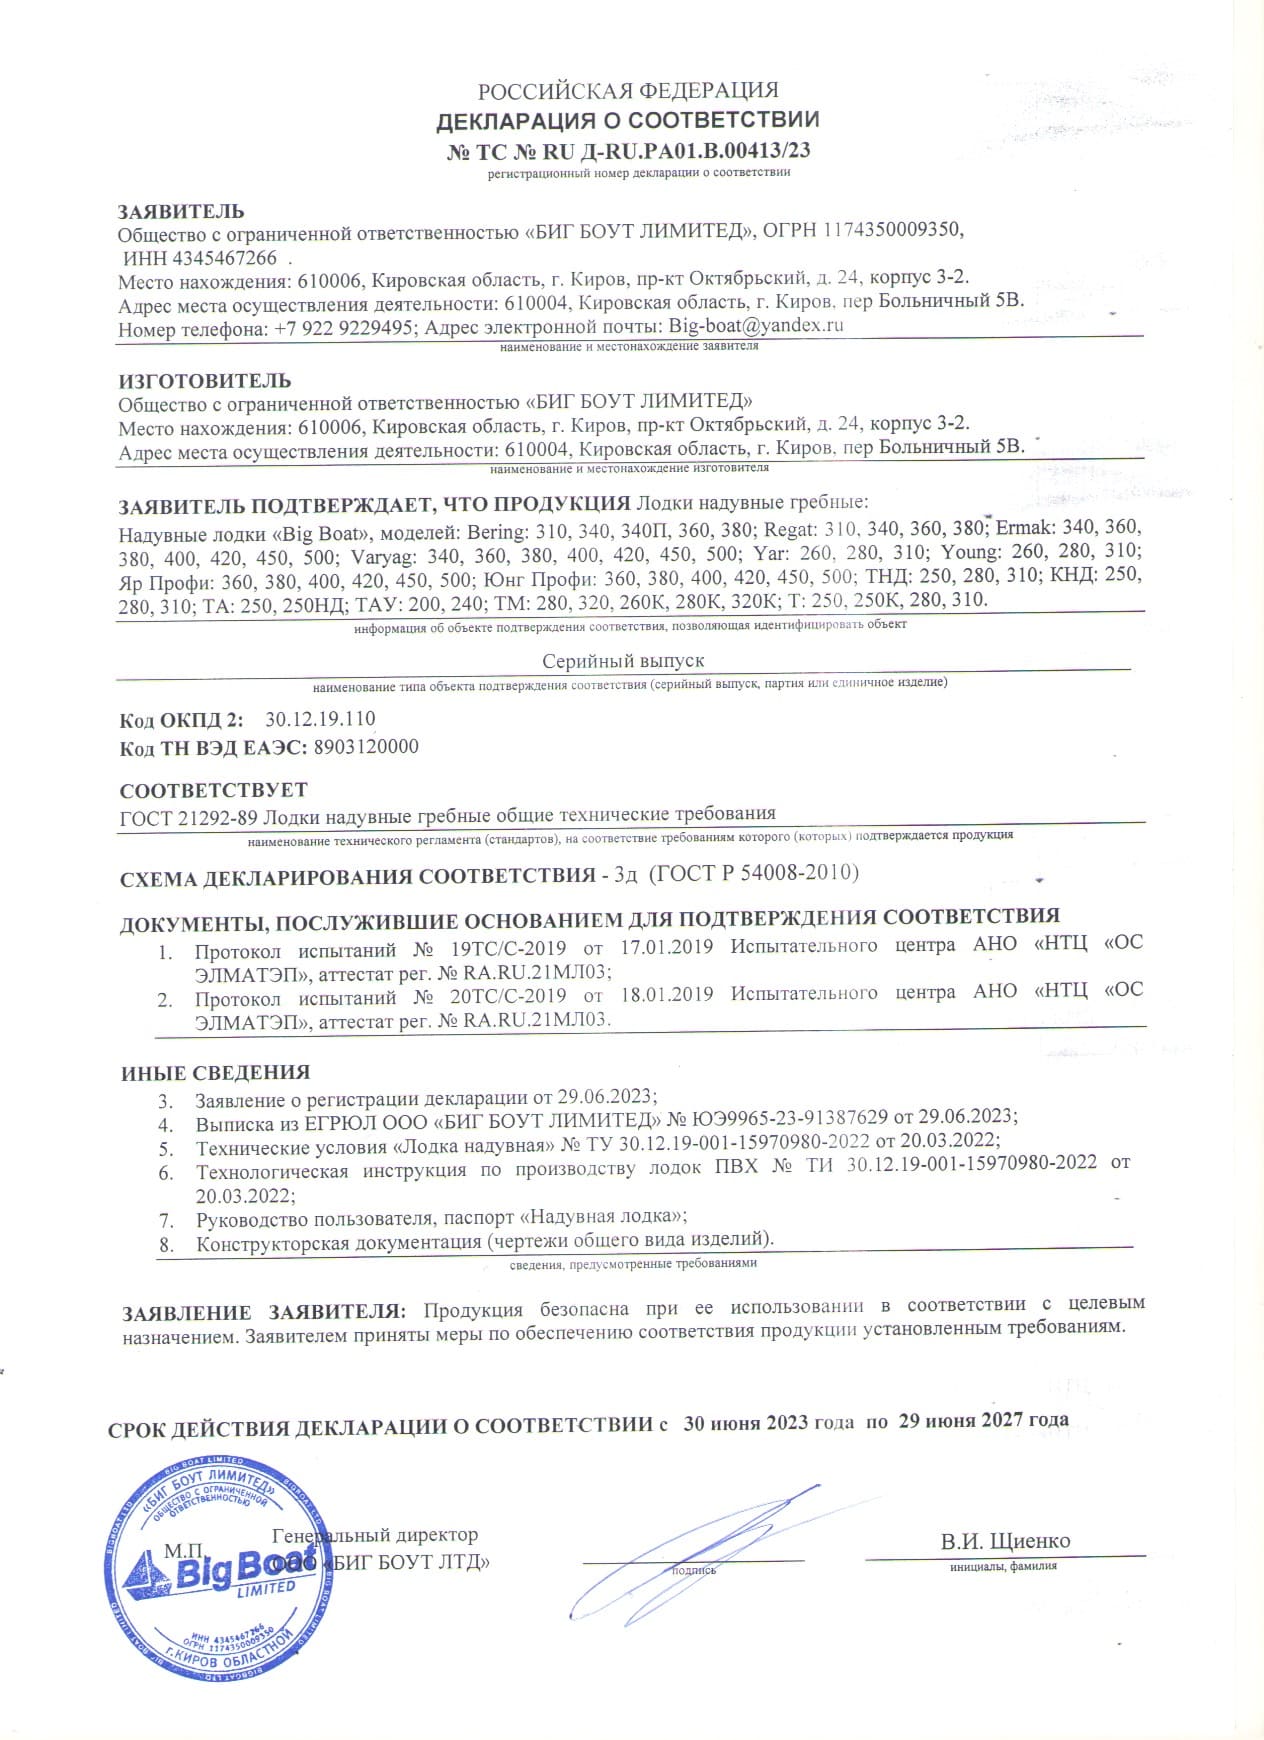 РОССИЙСКАЯ ФЕДЕРАЦИЯ
ДЕКЛАРАЦИЯ О СООТВЕТСТВИИ
№ ТС № RU Д-RU.РА01.В.00413/23
регистрационный номер декларации о соответствии
ЗАЯВИТЕЛЬ
Общество с ограниченной ответственностью «БИГ БОУТ ЛИМИТЕД», ОГРН 1174350009350,
ИНН 4345467266 .
Место нахождения: 610006, Кировская область, г. Киров, пр-кт Октябрьский, д. 24, корпус 3-2.
Адрес места осуществления деятельности: 610004, Кировская область, г. Киров, пер Больничный 5В.
Номер телефона: +7 922 9229495; Адрес электронной почты: Big-boat@yandex.ru
наименование и местонахождение заявителя
ИЗГОТОВИТЕЛЬ
Общество с ограниченной ответственностью «БИГ БОУТ ЛИМИТЕД»
Место нахождения: 610006, Кировская область, г. Киров, пр-кт Октябрьский, д. 24, корпус 3-2.
Адрес места осуществления деятельности: 610004, Кировская область, г. Киров, пер Больничный 5В.
наименование и местонахождение изготовителя
ЗАЯВИТЕЛЬ ПОДТВЕРЖДАЕТ, ЧТО ПРОДУКЦИЯ Лодки надувные гребные:
Надувные лодки «Big Boat», моделей: Bering: 310, 340, 340П, 360, 380; Regat: 310, 340, 360, 380; Ermak: 340, 360,
380, 400, 420, 450, 500; Varyag: 340, 360, 380, 400, 420, 450, 500; Yar: 260, 280, 310; Young: 260, 280, 310;
Яр Профи: 360, 380, 400, 420, 450, 500; Юнг Профи: 360, 380, 400, 420, 450, 500; ТНД: 250, 280, 310; КНД: 250,
280, 310; ТА: 250, 250НД; ТАУ: 200, 240; ТМ: 280, 320, 260К, 280К, 320К; Т: 250, 250К, 280, 310.
информация об объекте подтверждения соответствия, позволяющая идентифицировать объект
Серийный выпуск
наименование типа объекта подтверждения соответствия (серийный выпуск, партия или единичное изделие)
Код ОКПД 2: 30.12.19.110
Код ТН ВЭД ЕАЭС: 8903120000
СООТВЕТСТВУЕТ
ГОСТ 21292-89 Лодки надувные гребные общие технические требования
наименование технического регламента (стандартов), на соответствие требованиям которого (которых) подтверждается продукция
СХЕМА ДЕКЛАРИРОВАНИЯ СООТВЕТСТВИЯ - 3д (ГОСТ Р 54008-2010)
ДОКУМЕНТЫ, ПОСЛУЖИВШИЕ ОСНОВАНИЕМ ДЛЯ ПОДТВЕРЖДЕНИЯ СООТВЕТСТВИЯ
1. Протокол испытаний № 19ТС/С-2019 от 17.01.2019 Испытательного центра АНО «НТЦ «ОС
ЭЛМАТЭП», аттестат рег. № RA.RU.21МЛ03;
2. Протокол испытаний № 20ТС/С-2019 от 18.01.2019 Испытательного центра АНО «НТЦ «ОС
ЭЛМАТЭП», аттестат рег. № RA.RU.21МЛ03.
ИНЫЕ СВЕДЕНИЯ
3. Заявление о регистрации декларации от 29.06.2023;
4. Выписка из ЕГРЮЛ ООО «БИГ БОУТ ЛИМИТЕД» № ЮЭ9965-23-91387629 от 29.06.2023;
5. Технические условия «Лодка надувная» № ТУ 30.12.19-001-15970980-2022 от 20.03.2022;
6. Технологическая инструкция по производству лодок ПВХ № ТИ 30.12.19-001-15970980-2022 от
20.03.2022;
7. Руководство пользователя, паспорт «Надувная лодка»;
8. Конструкторская документация (чертежи общего вида изделий).
сведения, предусмотренные требованиями
ЗАЯВЛЕНИЕ ЗАЯВИТЕЛЯ: Продукция безопасна при ее использовании в соответствии с целевым
назначением. Заявителем приняты меры по обеспечению соответствия продукции установленным требованиям.
СРОК ДЕЙСТВИЯ ДЕКЛАРАЦИИ О СООТВЕТСТВИИ с 30 июня 2023 года по 29 июня 2027 года
BIG BOAT LIMITED
BIGBOAT LTD
«БИГ БОУТ ЛИМИТЕД»
ОБЩЕСТВО С ОГРАНИЧЕННОЙ
ОТВЕТСТВЕННОСТЬЮ
М.П.
Генеральный директор
ООО «БИГ БОУТ ЛТД»
Big Boat
LIMITED
ИНН 4345467266
ОГРН 1174350009350
г.КИРОВ ОБЛАСТНОЙ
подпись
В.И. Щиенко
инициалы, фамилия